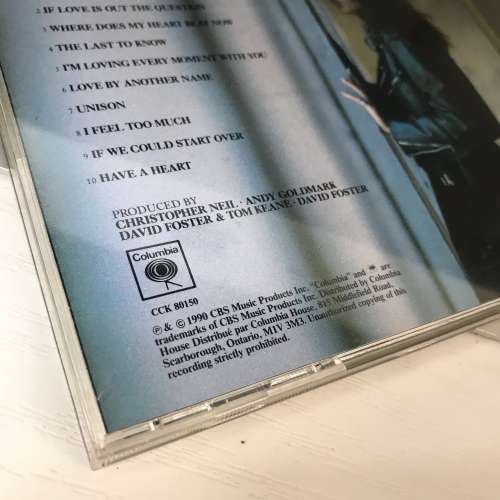 2 IF LOVE IS OUT THE QUESTION
3 WHERE DOES MY HEART BEAT NOW
4 THE LAST TO KNOW
5 I'M LOVING EVERY MOMENT WITH YOU
6 LOVE BY ANOTHER NAME
7 UNISON
8 I FEEL TOO MUCH
9 IF WE COULD START OVER
10 HAVE A HEART
PRODUCED BY
CHRISTOPHER NEIL · ANDY GOLDMARK
DAVID FOSTER & TOM KEANE · DAVID FOSTER
Columbia
CCK 80150
℗ & © 1990 CBS Music Products Inc. "Columbia" and are
trademarks of CBS Music Products Inc. Distributed by Columbia
House Distribué par Columbia House, 815 Middlefield Road,
Scarborough, Ontario, M1V 3M3. Unauthorized copying of this
recording strictly prohibited.